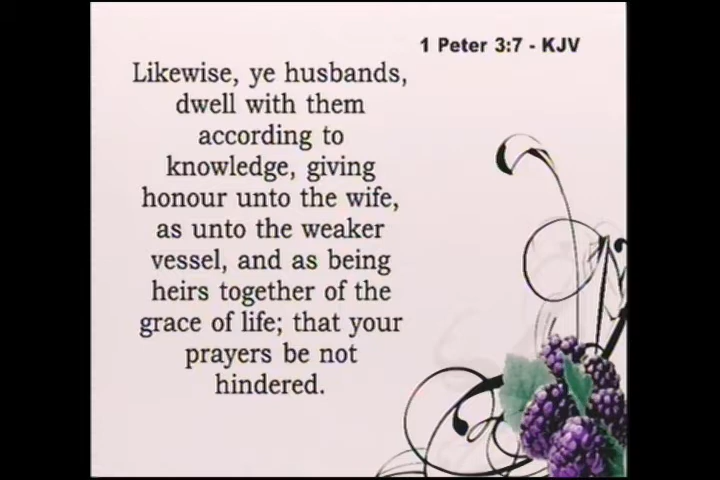 1 Peter 3:7 - KJV
Likewise, ye husbands,
dwell with them
according to
knowledge, giving
honour unto the wife,
as unto the weaker
vessel, and as being
heirs together of the
grace of life; that your
prayers be not
hindered.